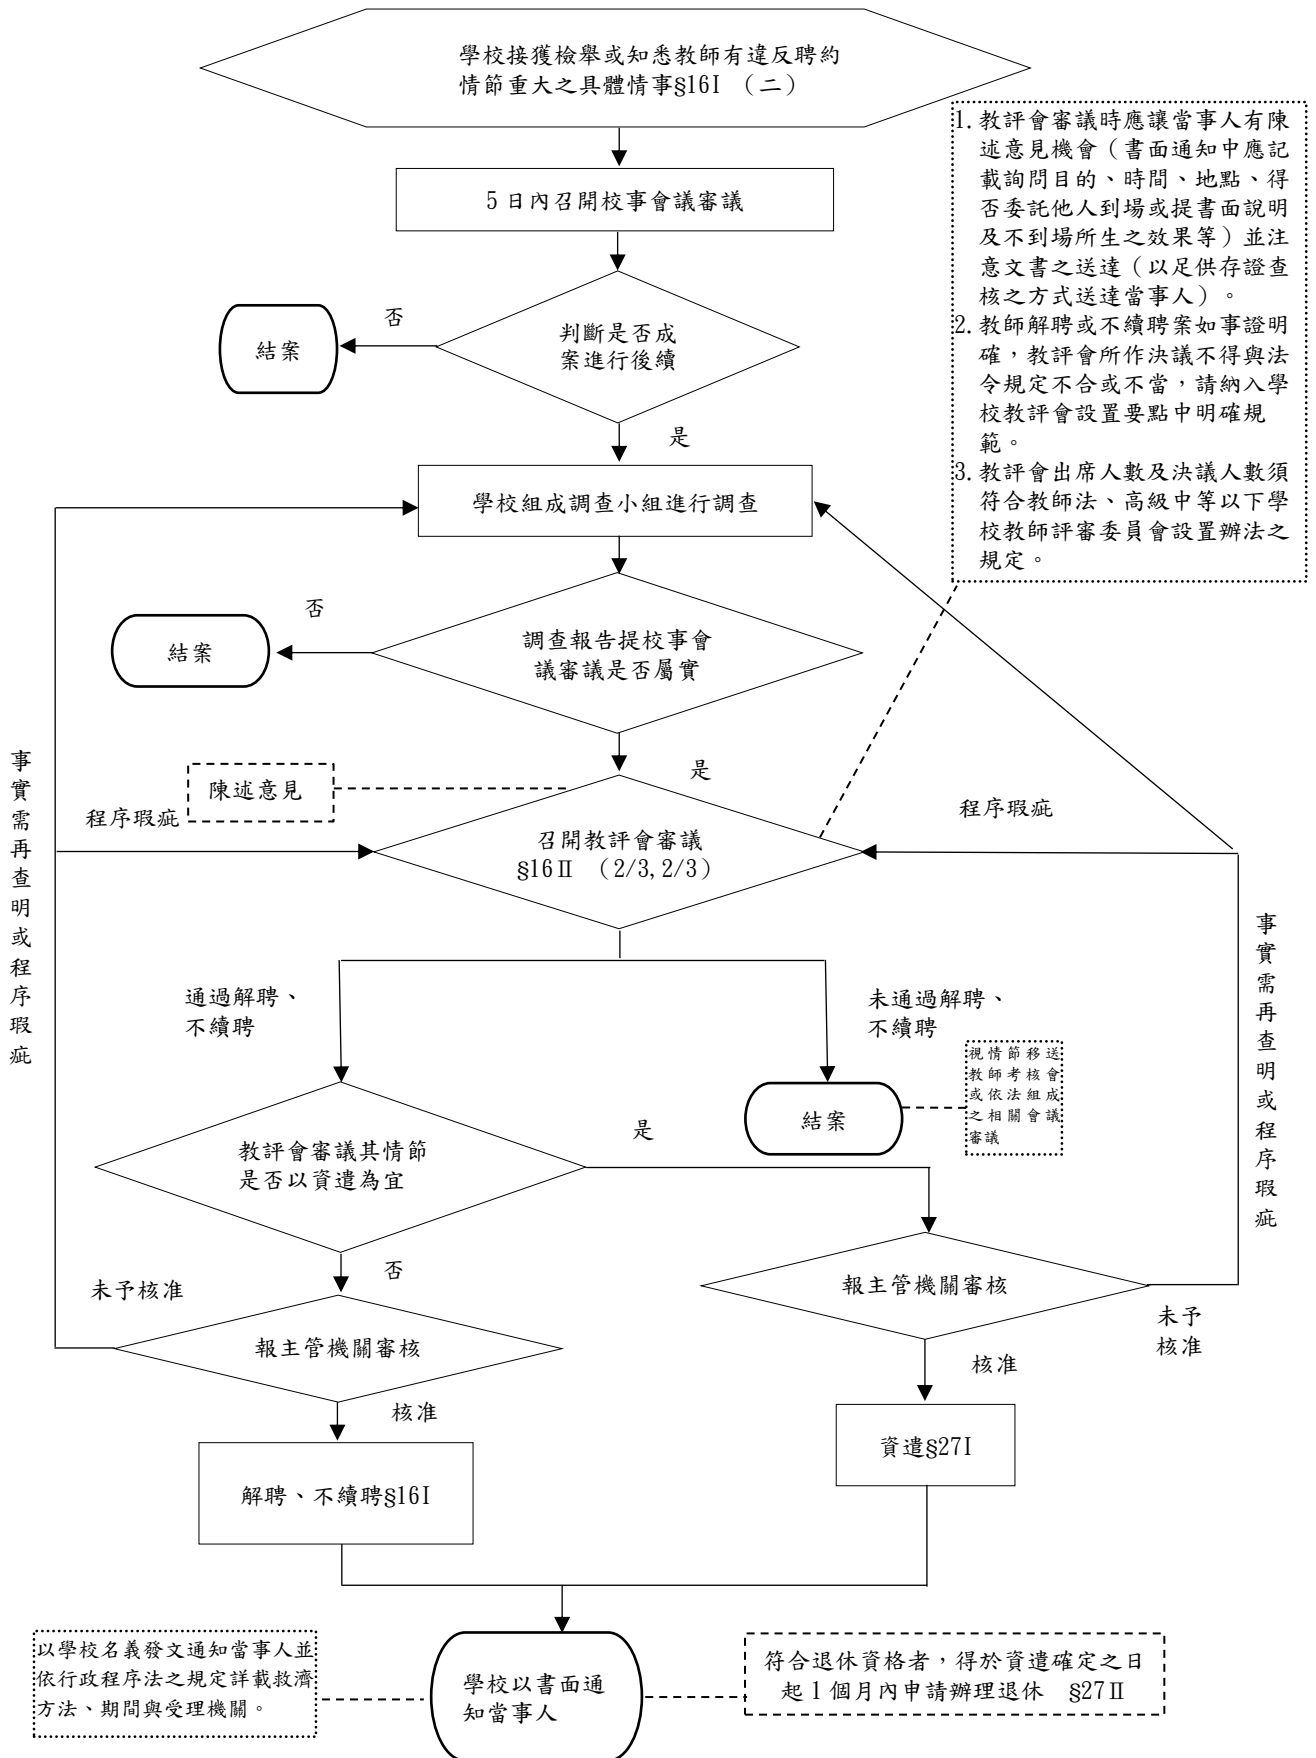 學校接獲檢舉或知悉教師有違反聘約
情節重大之具體情事§16I （二）
5 日內召開校事會議審議
1. 教評會審議時應讓當事人有陳
述意見機會（書面通知中應記
載詢問目的、時間、地點、得
否委託他人到場或提書面說明
及不到場所生之效果等）並注
意文書之送達（以足供存證查
核之方式送達當事人）。
2. 教師解聘或不續聘案如事證明
確，教評會所作決議不得與法
令規定不合或不當，請納入學
校教評會設置要點中明確規
範。
3. 教評會出席人數及決議人數須
符合教師法、高級中等以下學
校教師評審委員會設置辦法之
規定。
判斷是否成
案進行後續
否
結案
是
學校組成調查小組進行調查
調查報告提校事會
議審議是否屬實
否
結案
是
陳述意見
召開教評會審議
§16Ⅱ （2/3,2/3）
程序瑕疵
程序瑕疵
事實需再查明或程序瑕疵
事實需再查明或程序瑕疵
通過解聘、
不續聘
未通過解聘、
不續聘
結案
視情節移送
教師考核會
或依法組成
之相關會議
審議
教評會審議其情節
是否以資遣為宜
是
否
報主管機關審核
未予核准
核准
報主管機關審核
未予
核准
核准
解聘、不續聘§16I
資遣§27I
以學校名義發文通知當事人並
依行政程序法之規定詳載救濟
方法、期間與受理機關。
學校以書面通
知當事人
符合退休資格者，得於資遣確定之日
起 1 個月內申請辦理退休 §27Ⅱ